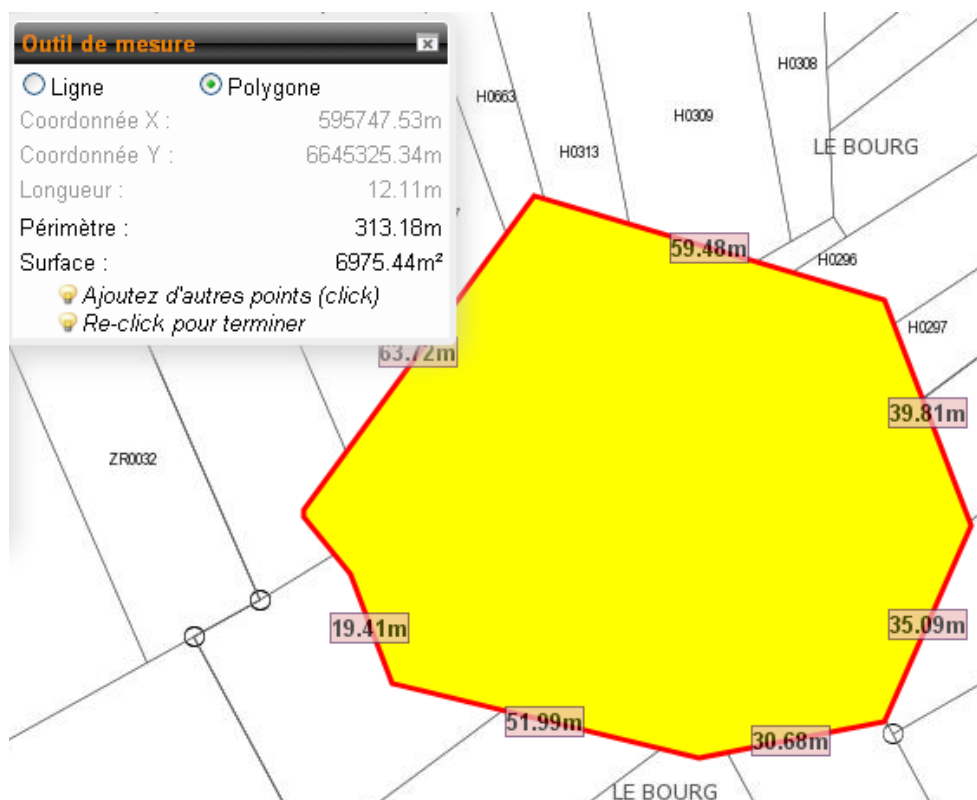 Outil de mesure
Ligne Polygone
Coordonnée X : 595747.53m
Coordonnée Y : 6645325.34m
Longueur : 12.11m
Périmètre : 313.18m
Surface : 6975.44m²
Ajoutez d'autres points (click)
Re-click pour terminer
H0308
H0663
H0309
H0313
LE BOURG
59.48m
H0296
H0297
63.72m
39.81m
ZR0032
19.41m
35.09m
51.99m
30.68m
LE BOURG